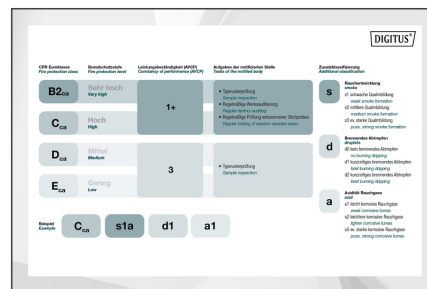 DIGITUS®
CPR Euroklasse
Fire protection class
Brandschutzstufe
Fire protection level
Leistungsbeständigkeit (AVCP)
Constancy of performance (AVCP)
Aufgaben der notifizierten Stelle
Tasks of the notified body
B2ca
Sehr hoch
Very high
Cca
Hoch
High
1+
• Typmusterprüfung
Sample inspection
• Regelmäßige Werksauditierung
Regular factory auditing
• Regelmäßige Prüfung entnommener Stichproben
Regular testing of random samples taken
Dca
Mittel
Medium
Eca
Gering
Low
3
• Typmusterprüfung
Sample inspection
Beispiel
Example
Cca
s1a
d1
a1
Zusatzklassifizierung
Additional classification
s
Rauchentwicklung
smoke
s1 schwache Qualmbildung
weak smoke formation
s2 mittlere Qualmbildung
medium smoke formation
s3 ev. starke Qualmbildung
poss. strong smoke formation
d
Brennendes Abtropfen
droplets
d0 kein brennendes Abtropfen
no burning dripping
d1 kurzzeitiges brennendes Abtropfen
brief burning dripping
d2 kurzzeitiges brennendes Abtropfen
brief burning dripping
a
Acidität Rauchgase
acid
a1 leicht korrosive Rauchgase
weak corrosive fumes
a2 leichtere korrosive Rauchgase
lighter corrosive fumes
a3 ev. starke korrosive Rauchgase
poss. strong corrosive fumes